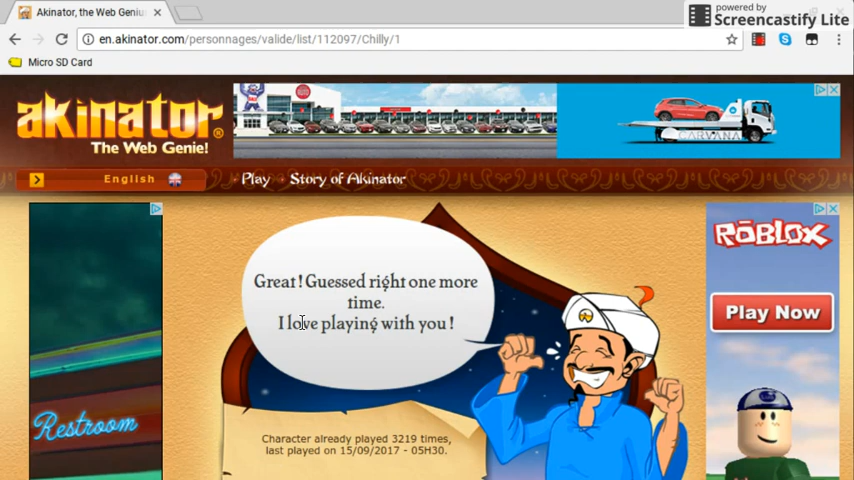 powered by
Screencastify Lite
Akinator, the Web Geniu
en.akinator.com/personnages/valide/list/112097/Chilly/1
Micro SD Card
akinator
The Web Genie!
CARVANA
English
Play
Story of Akinator
ROBLOX
Play Now
Great! Guessed right one more
time.
I love playing with you!
Restroom
Character already played 3219 times,
last played on 15/09/2017 - 05H30.